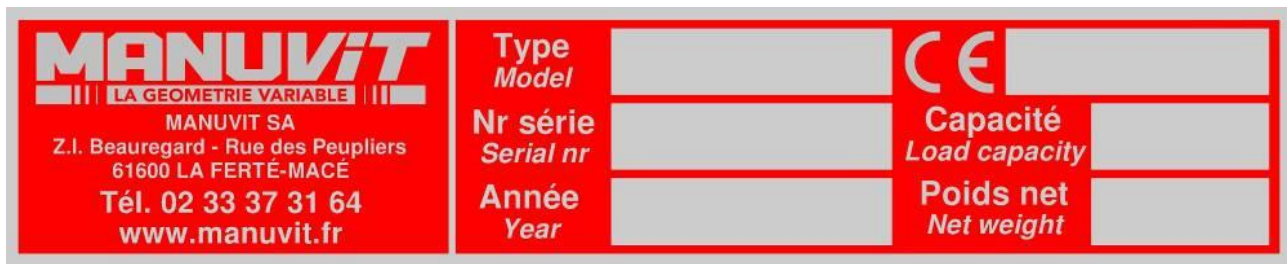 MANUViT
LA GEOMETRIE VARIABLE
MANUVIT SA
Z.I. Beauregard - Rue des Peupliers
61600 LA FERTÉ-MACÉ
Tél. 02 33 37 31 64
www.manuvit.fr
Type
Model
CE
Nr série
Serial nr
Capacité
Load capacity
Année
Year
Poids net
Net weight